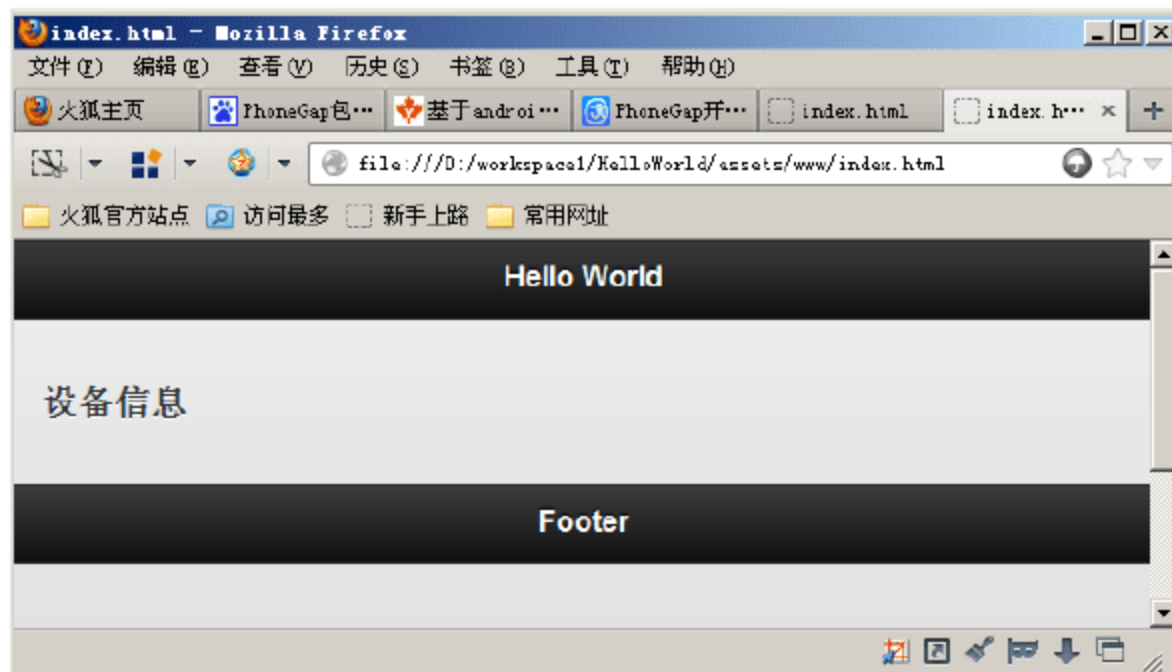 index.html - Mozilla Firefox
文件(F) 编辑(E) 查看(V) 历史(S) 书签(B) 工具(T) 帮助(H)
火狐主页 PhoneGap包… 基于androi… PhoneGap开… index.html index.h… × +
file:///D:/workspace1/HelloWorld/assets/www/index.html
火狐官方站点 访问最多 新手上路 常用网址
Hello World
设备信息
Footer